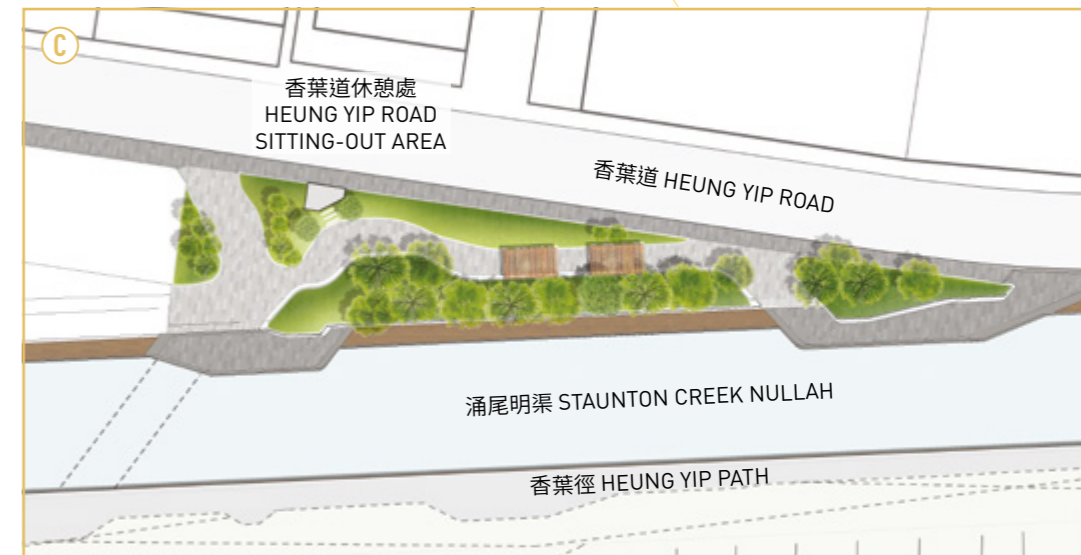 C
香葉道休憩處
HEUNG YIP ROAD
SITTING-OUT AREA
香葉道 HEUNG YIP ROAD
涌尾明渠 STAUNTON CREEK NULLAH
香葉徑 HEUNG YIP PATH